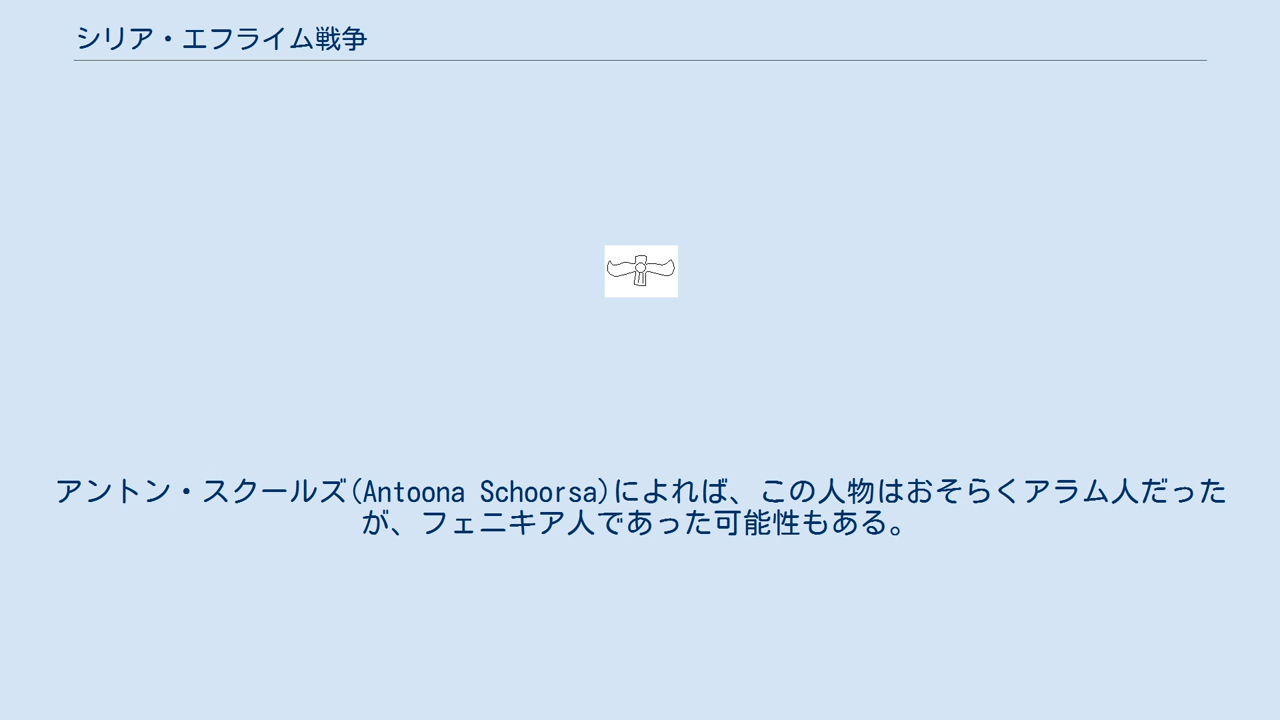 シリア・エフライム戦争
アントン・スクールズ(Antoona Schoorsa)によれば、この人物はおそらくアラム人だった
が、フェニキア人であった可能性もある。